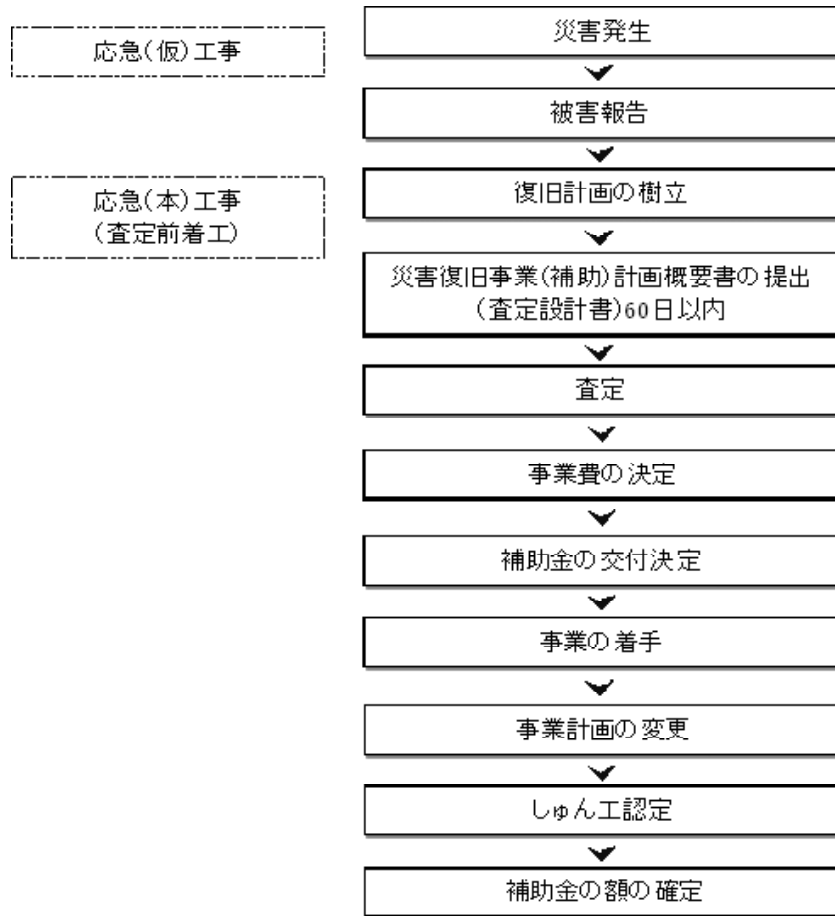 応急(仮)工事
災害発生
被害報告
応急(本)工事
(査定前着工)
復旧計画の樹立
災害復旧事業(補助)計画概要書の提出
(査定設計書)60日以内
査定
事業費の決定
補助金の交付決定
事業の着手
事業計画の変更
しゅん工認定
補助金の額の確定